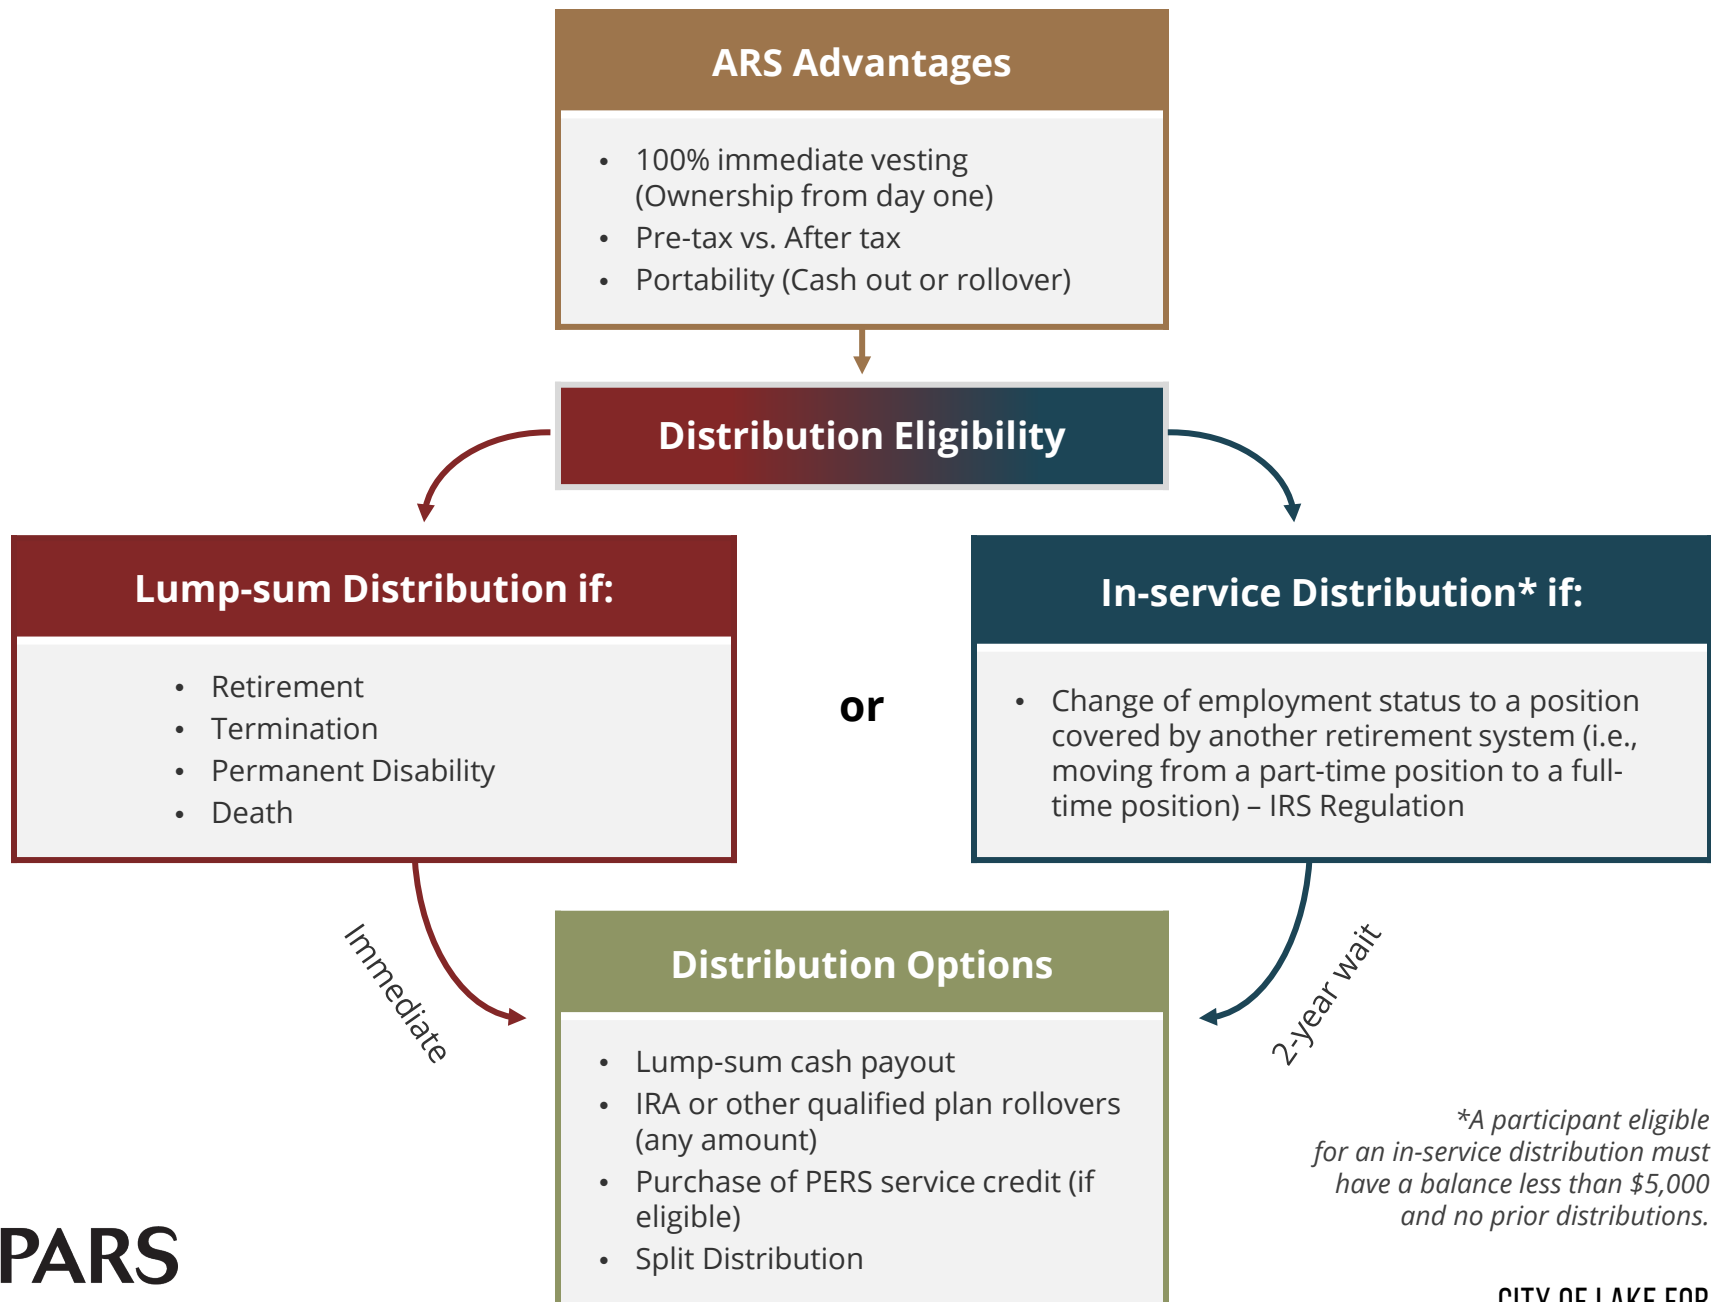 ARS Advantages
• 100% immediate vesting
(Ownership from day one)
• Pre-tax vs. After tax
• Portability (Cash out or rollover)
Distribution Eligibility
Lump-sum Distribution if:
• Retirement
• Termination
• Permanent Disability
• Death
or
In-service Distribution* if:
• Change of employment status to a position
covered by another retirement system (i.e.,
moving from a part-time position to a full-
time position) – IRS Regulation
Immediate
2-year wait
Distribution Options
• Lump-sum cash payout
• IRA or other qualified plan rollovers
(any amount)
• Purchase of PERS service credit (if
eligible)
• Split Distribution
*A participant eligible
for an in-service distribution must
have a balance less than $5,000
and no prior distributions.
PARS
CITY OF LAKE FOR